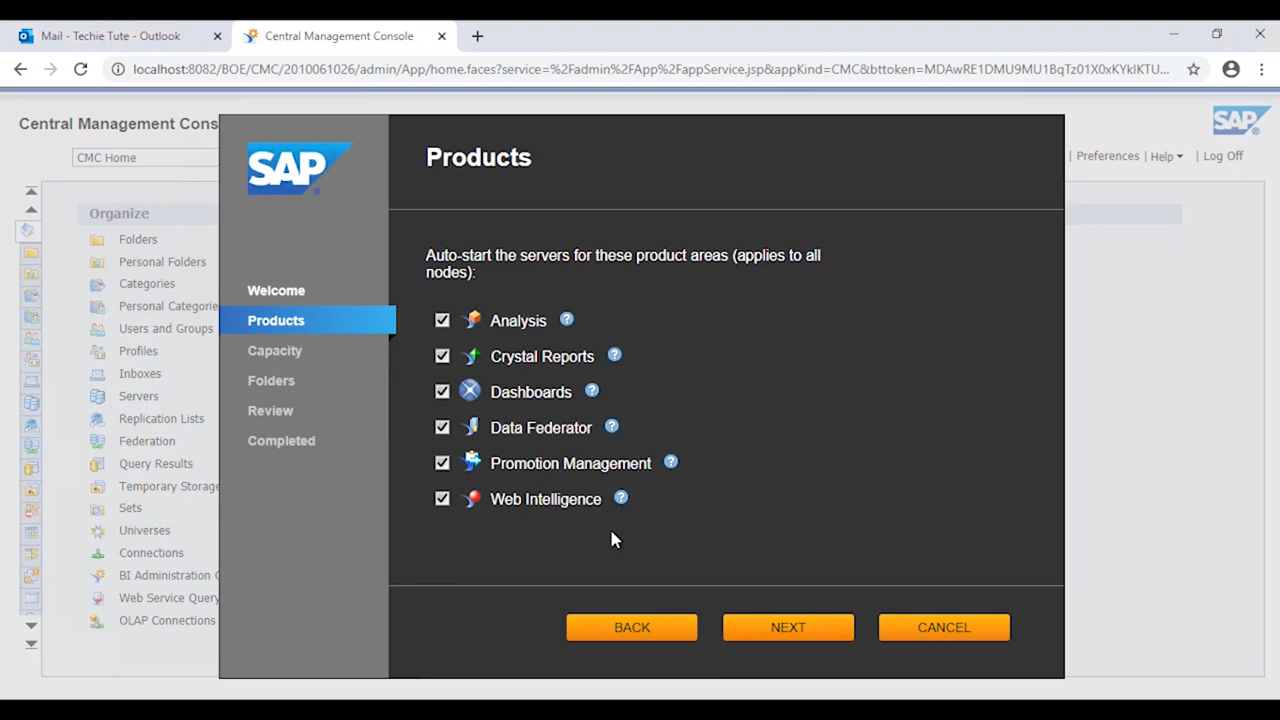 Mail - Techie Tute - Outlook
Central Management Console
localhost:8082/BOE/CMC/2010061026/admin/App/home.faces?service=%2Fadmin%2FApp%2FappService.jsp&appKind=CMC&bttoken=MDAwRE1DMU9MU1BqTz01X0xKYklKTU...
Central Management Cons
SAP
CMC Home
| Preferences | Help | Log Off
Organize
Folders
Personal Folders
Categories
Personal Categorie
Users and Groups
Profiles
Inboxes
Servers
Replication Lists
Federation
Query Results
Temporary Storage
Sets
Universes
Connections
BI Administration C
Web Service Query
OLAP Connections
SAP
Welcome
Products
Capacity
Folders
Review
Completed
Products
Auto-start the servers for these product areas (applies to all
nodes):
Analysis ?
Crystal Reports ?
Dashboards ?
Data Federator ?
Promotion Management ?
Web Intelligence ?
BACK
NEXT
CANCEL